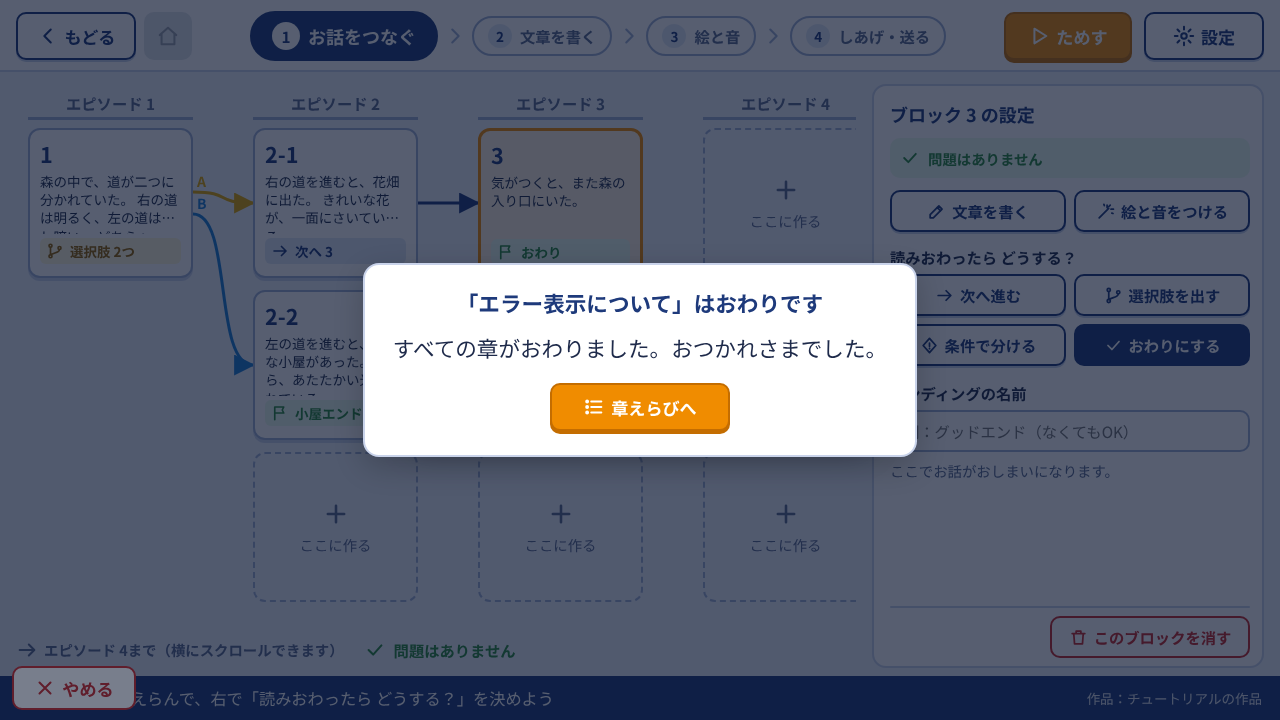 もどる
1 お話をつなぐ
2 文章を書く
3 絵と音
4 しあげ・送る
ためす
設定
エピソード 1
エピソード 2
エピソード 3
エピソード 4
1
森の中で、道が二つに
分かれていた。 右の道
は明るく、左の道は…
選択肢 2つ
A
B
2-1
右の道を進むと、花畑
に出た。 きれいな花
が、一面にさいてい…
次へ 3
2-2
左の道を進むと、
な小屋があった。
ら、あたたかい
小屋エンド
3
気がつくと、また森の
入り口にいた。
おわり
ここに作る
ここに作る
ここに作る
ここに作る
ブロック 3 の設定
問題はありません
文章を書く
絵と音をつける
読みおわったら どうする？
次へ進む
選択肢を出す
条件で分ける
おわりにする
ンディングの名前
：グッドエンド（なくてもOK）
ここでお話がおしまいになります。
このブロックを消す
「エラー表示について」はおわりです
すべての章がおわりました。おつかれさまでした。
章えらびへ
エピソード 4まで（横にスクロールできます）
問題はありません
やめる
えらんで、右で「読みおわったら どうする？」を決めよう
作品：チュートリアルの作品